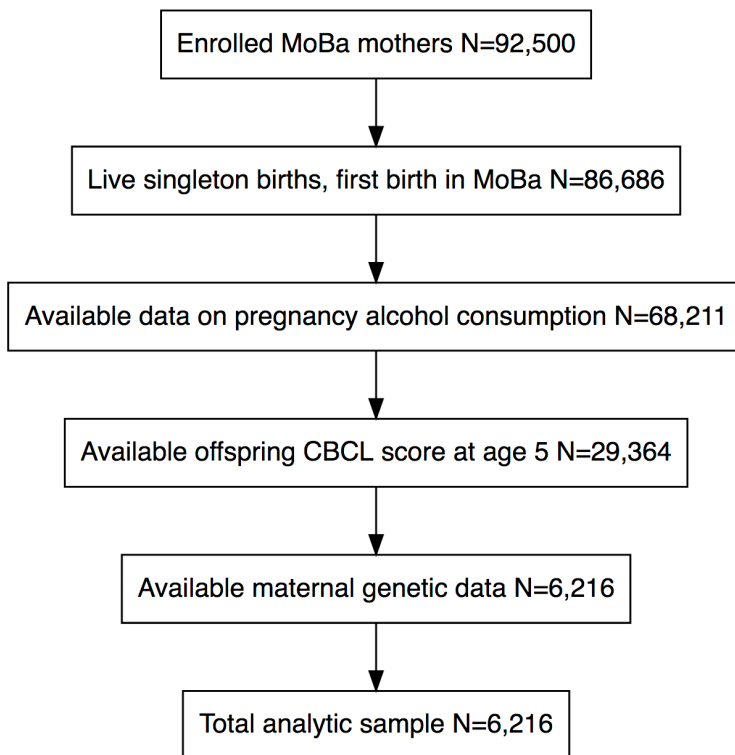 Enrolled MoBa mothers N=92,500
Live singleton births, first birth in MoBa N=86,686
Available data on pregnancy alcohol consumption N=68,211
Available offspring CBCL score at age 5 N=29,364
Available maternal genetic data N=6,216
Total analytic sample N=6,216